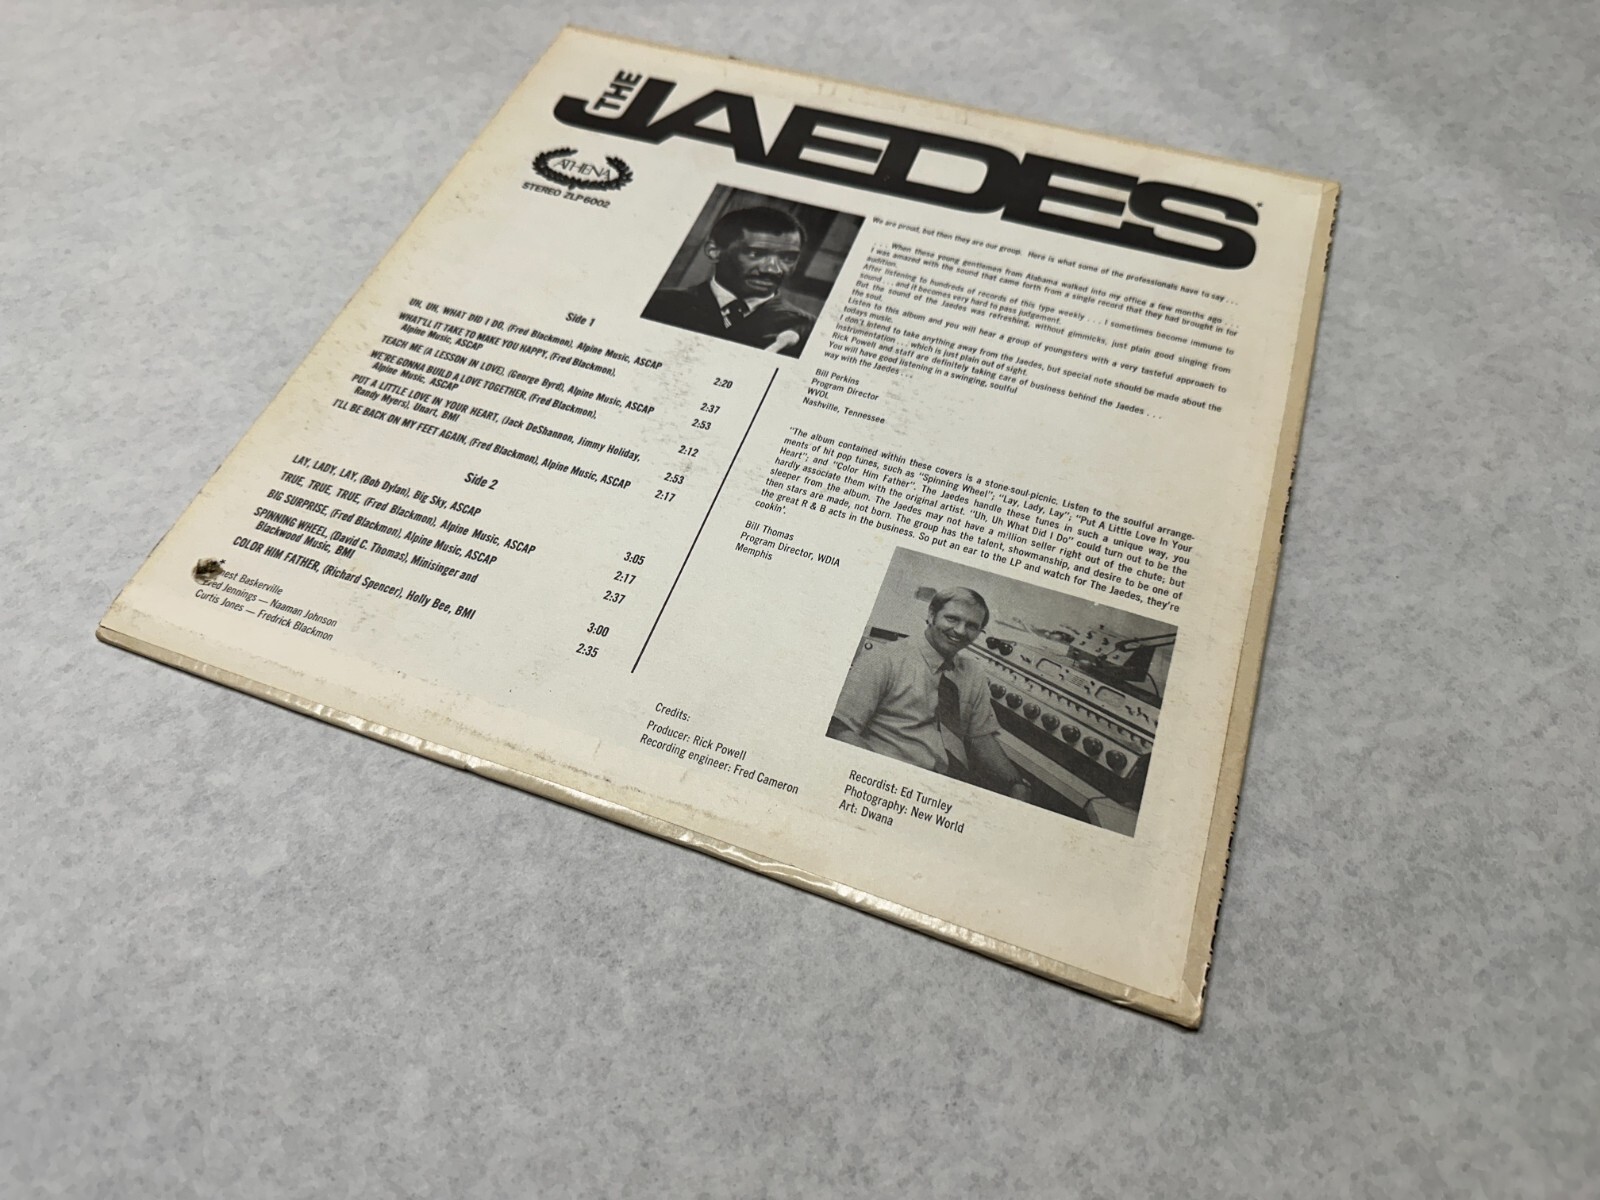 THE
JAEDES
ATHENA
STEREO ZLP 6002
Side 1
UH, UH, WHAT DID I DO, (Fred Blackmon), Alpine Music, ASCAP 2:20
WHAT'LL IT TAKE TO MAKE YOU HAPPY, (Fred Blackmon),
Alpine Music, ASCAP 2:37
TEACH ME (A LESSON IN LOVE), (George Byrd), Alpine Music, ASCAP 2:53
WE'RE GONNA BUILD A LOVE TOGETHER, (Fred Blackmon),
Alpine Music, ASCAP 2:12
PUT A LITTLE LOVE IN YOUR HEART, (Jack DeShannon, Jimmy Holiday,
Randy Myers), Unart, BMI 2:53
I'LL BE BACK ON MY FEET AGAIN, (Fred Blackmon), Alpine Music, ASCAP 2:17
Side 2
LAY, LADY, LAY, (Bob Dylan), Big Sky, ASCAP 3:05
TRUE, TRUE, TRUE, (Fred Blackmon), Alpine Music, ASCAP 2:17
BIG SURPRISE, (Fred Blackmon), Alpine Music, ASCAP 2:37
SPINNING WHEEL, (David C. Thomas), Minisinger and
Blackwood Music, BMI 3:00
COLOR HIM FATHER, (Richard Spencer), Holly Bee, BMI 2:35
Baskerville
Fred Jennings — Naaman Johnson
Curtis Jones — Fredrick Blackmon
We are proud, but then they are our group. Here is what some of the professionals have to say . . .
. . . When these young gentlemen from Alabama walked into my office a few months ago . . .
I was amazed with the sound that came forth from a single record that they had brought in for
audition.
After listening to hundreds of records of this type weekly . . . I sometimes become immune to
sound . . . and it becomes very hard to pass judgement.
But the sound of the Jaedes was refreshing, without gimmicks, just plain good singing from
the soul.
Listen to this album and you will hear a group of youngsters with a very tasteful approach to
todays music.
I don't intend to take anything away from the Jaedes, but special note should be made about the
instrumentation . . . which is just plain out of sight.
Rick Powell and staff are definitely taking care of business behind the Jaedes . . .
You will have good listening in a swinging, soulful
way with the Jaedes . . .
Bill Perkins
Program Director
WVOL
Nashville, Tennessee
"The album contained within these covers is a stone-soul picnic. Listen to the soulful arrange-
ments of hit pop tunes, such as "Spinning Wheel"; "Lay, Lady, Lay"; "Put A Little Love In Your
Heart"; and "Color Him Father". The Jaedes handle these tunes in such a unique way, you
hardly associate them with the original artist. "Uh, Uh What Did I Do" could turn out to be the
sleeper from the album. The Jaedes may not have a million seller right out of the chute; but
then stars are made, not born. The group has the talent, showmanship, and desire to be one of
the great R & B acts in the business. So put an ear to the LP and watch for The Jaedes, they're
cookin'.
Bill Thomas
Program Director, WDIA
Memphis
Credits:
Producer: Rick Powell
Recording engineer: Fred Cameron
Recordist: Ed Turnley
Photography: New World
Art: Dwana